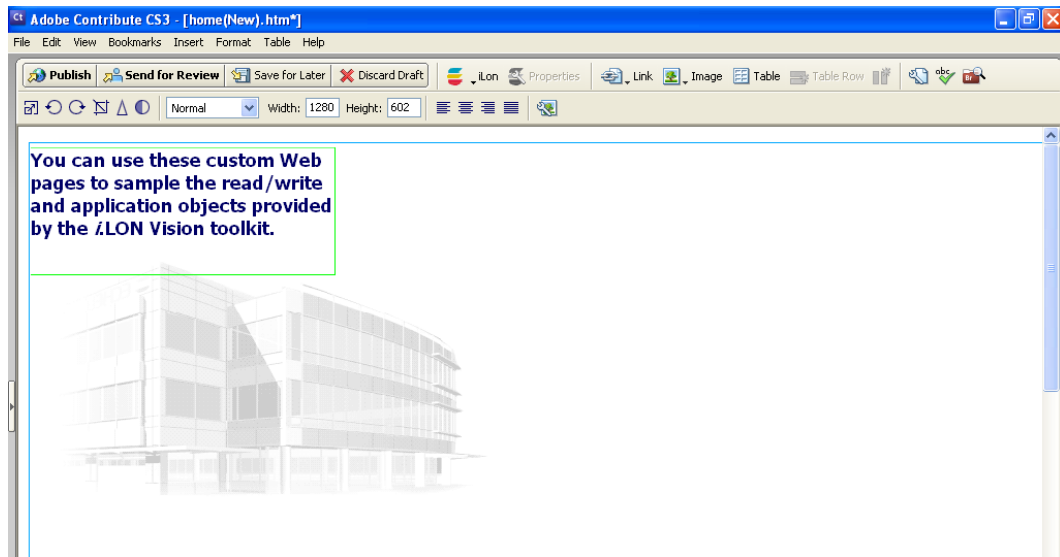 Adobe Contribute CS3 - [home(New).htm*]
File Edit View Bookmarks Insert Format Table Help
Publish Send for Review Save for Later Discard Draft iLon Properties Link Image Table Table Row abc Br
Normal Width: 1280 Height: 602
You can use these custom Web
pages to sample the read/write
and application objects provided
by the i.LON Vision toolkit.